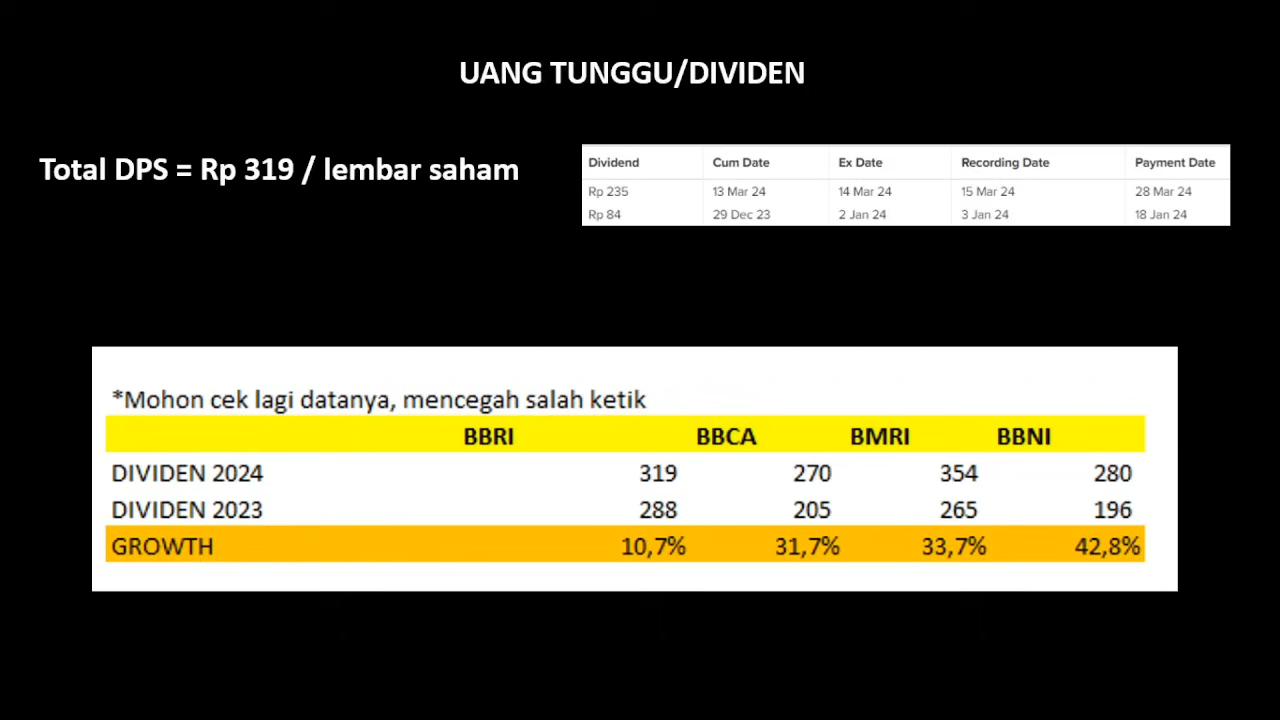 UANG TUNGGU/DIVIDEN
Total DPS = Rp 319 / lembar saham
Dividend Cum Date Ex Date Recording Date Payment Date
Rp 235 13 Mar 24 14 Mar 24 15 Mar 24 28 Mar 24
Rp 84 29 Dec 23 2 Jan 24 3 Jan 24 18 Jan 24
*Mohon cek lagi datanya, mencegah salah ketik
BBRI BBCA BMRI BBNI
DIVIDEN 2024 319 270 354 280
DIVIDEN 2023 288 205 265 196
GROWTH 10,7% 31,7% 33,7% 42,8%